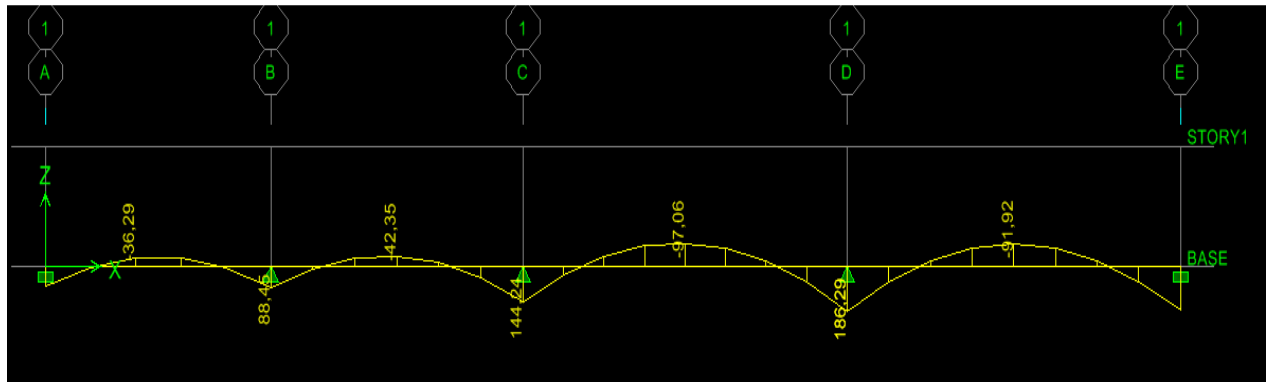 1 1 1 1 1
A B C D E
STORY1
Z
-36,29 -42,35 -97,06 -91,92
X
BASE
88,45 144,24 186,29